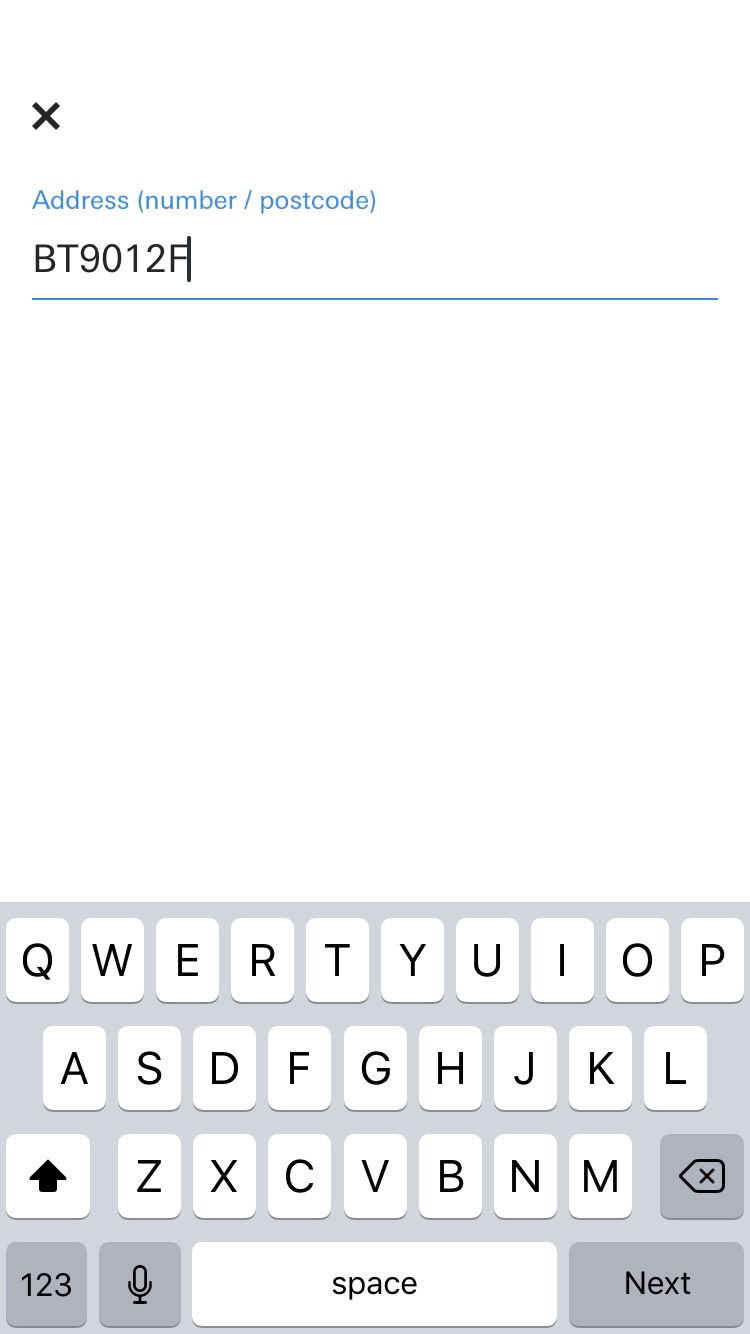 Address (number / postcode)
BT9012F
Q W E R T Y U I O P
A S D F G H J K L
Z X C V B N M
123 space Next